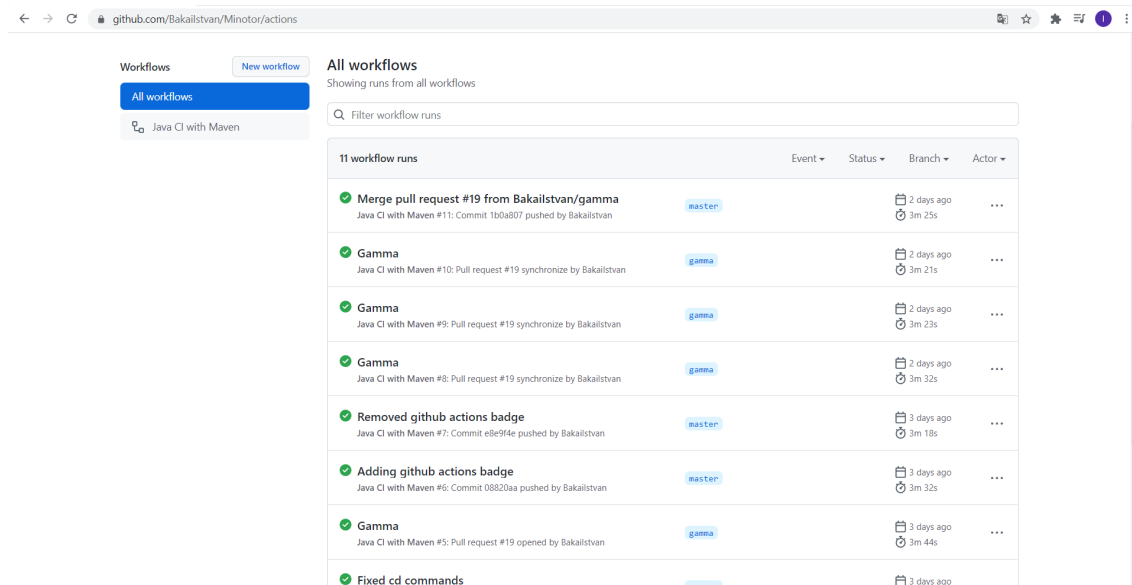 github.com/BakaiIstvan/Minotor/actions
I
Workflows
New workflow
All workflows
Java CI with Maven
All workflows
Showing runs from all workflows
Filter workflow runs
11 workflow runs Event Status Branch Actor
Merge pull request #19 from BakaiIstvan/gamma
Java CI with Maven #11: Commit 1b0a807 pushed by BakaiIstvan
master
2 days ago
3m 25s
Gamma
Java CI with Maven #10: Pull request #19 synchronize by BakaiIstvan
gamma
2 days ago
3m 21s
Gamma
Java CI with Maven #9: Pull request #19 synchronize by BakaiIstvan
gamma
2 days ago
3m 23s
Gamma
Java CI with Maven #8: Pull request #19 synchronize by BakaiIstvan
gamma
2 days ago
3m 32s
Removed github actions badge
Java CI with Maven #7: Commit e8e9f4e pushed by BakaiIstvan
master
3 days ago
3m 18s
Adding github actions badge
Java CI with Maven #6: Commit 08820aa pushed by BakaiIstvan
master
3 days ago
3m 32s
Gamma
Java CI with Maven #5: Pull request #19 opened by BakaiIstvan
gamma
3 days ago
3m 44s
Fixed cd commands
3 days ago